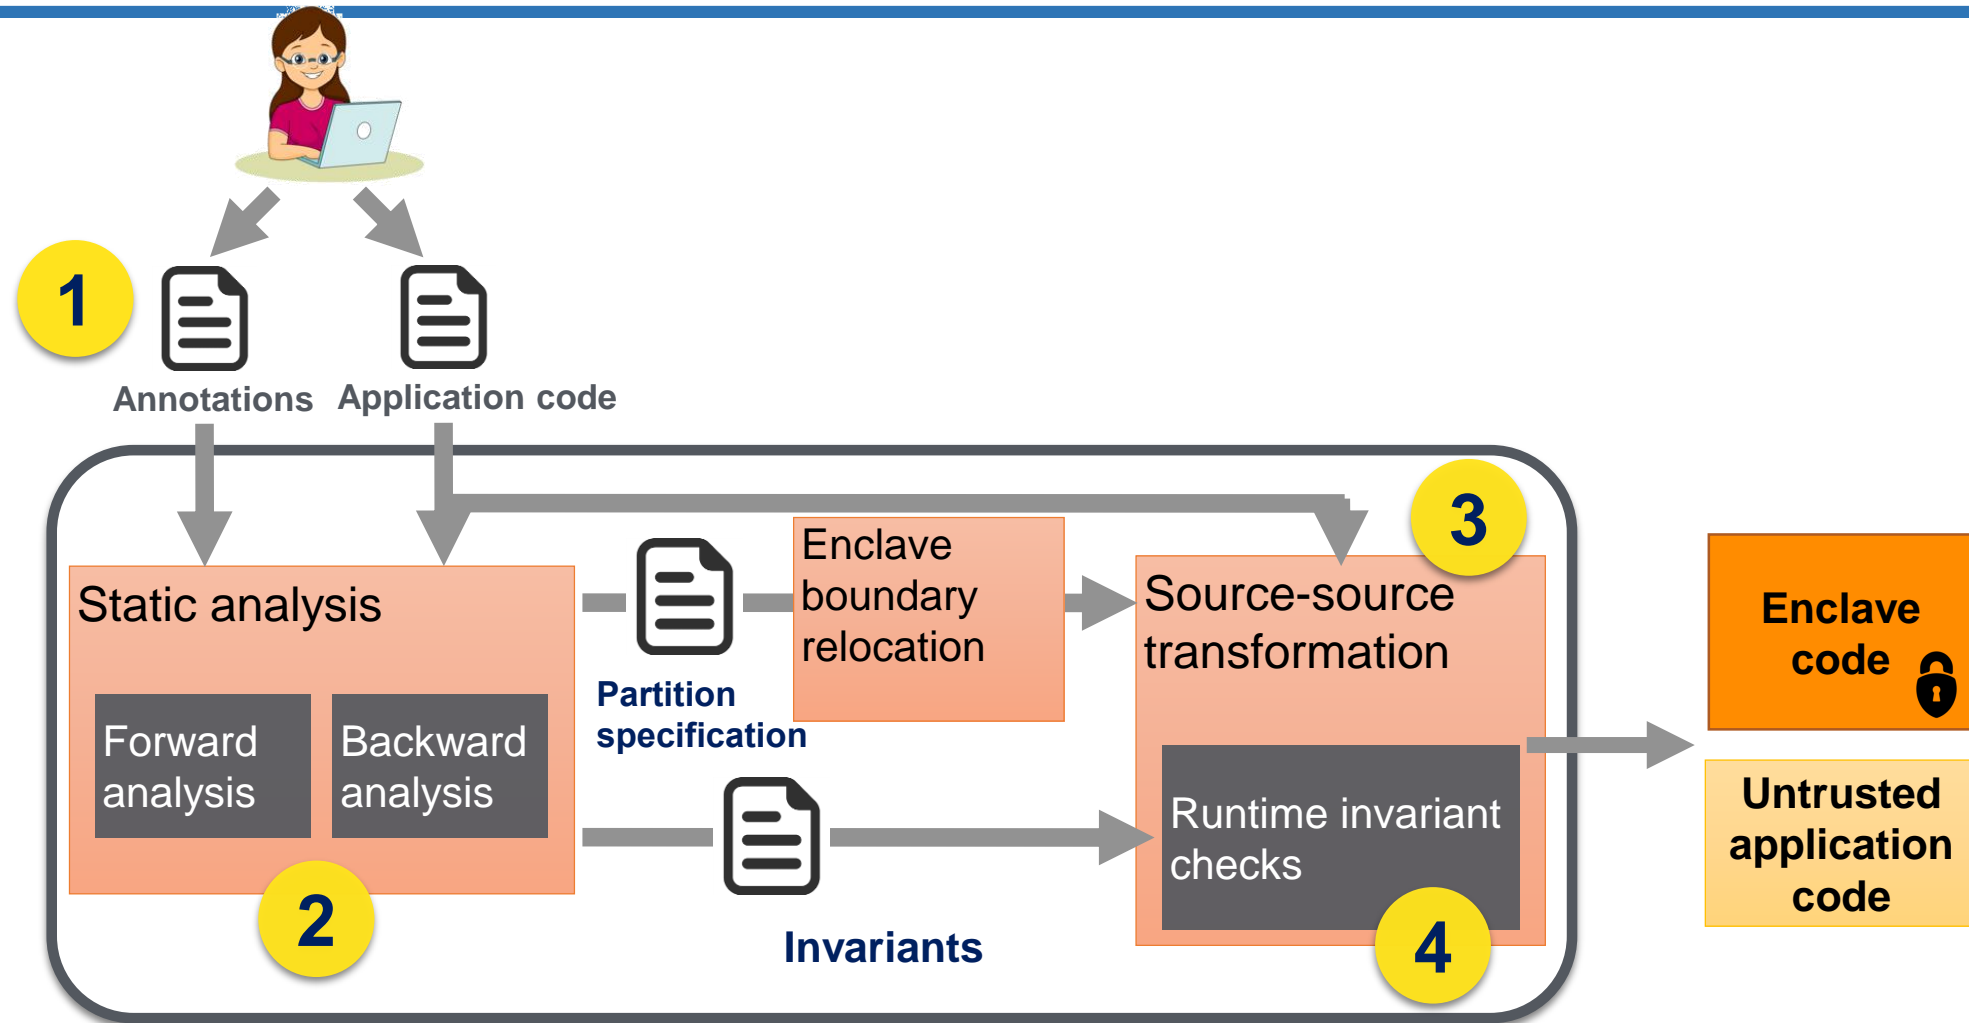 1
Annotations
Application code
3
Static analysis
Forward
analysis
Backward
analysis
2
Partition
specification
Enclave
boundary
relocation
Invariants
Source-source
transformation
Runtime invariant
checks
4
Enclave
code
Untrusted
application
code